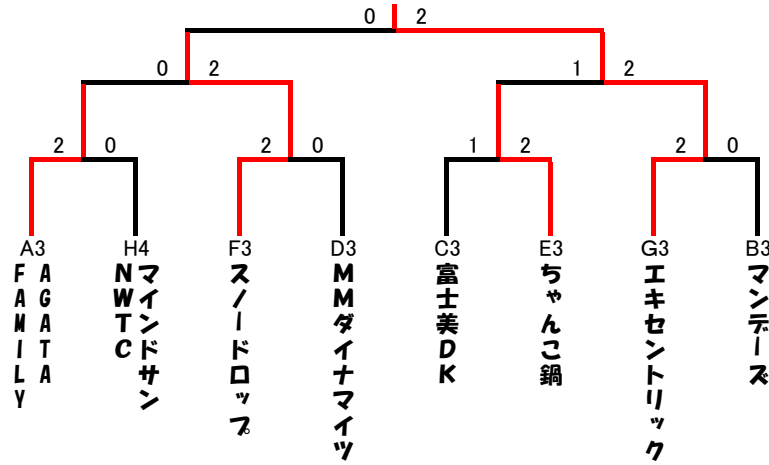 0 2
0 2
1 2
2 0
2 0
1 2
2 0
A3
H4
F3
D3
C3
E3
G3
B3
AGATA
FAMILY
マインドサン
NWTC
スノードロップ
MMダイナマイツ
富士美DK
ちゃんこ鍋
エキセントリック
マンデーズ